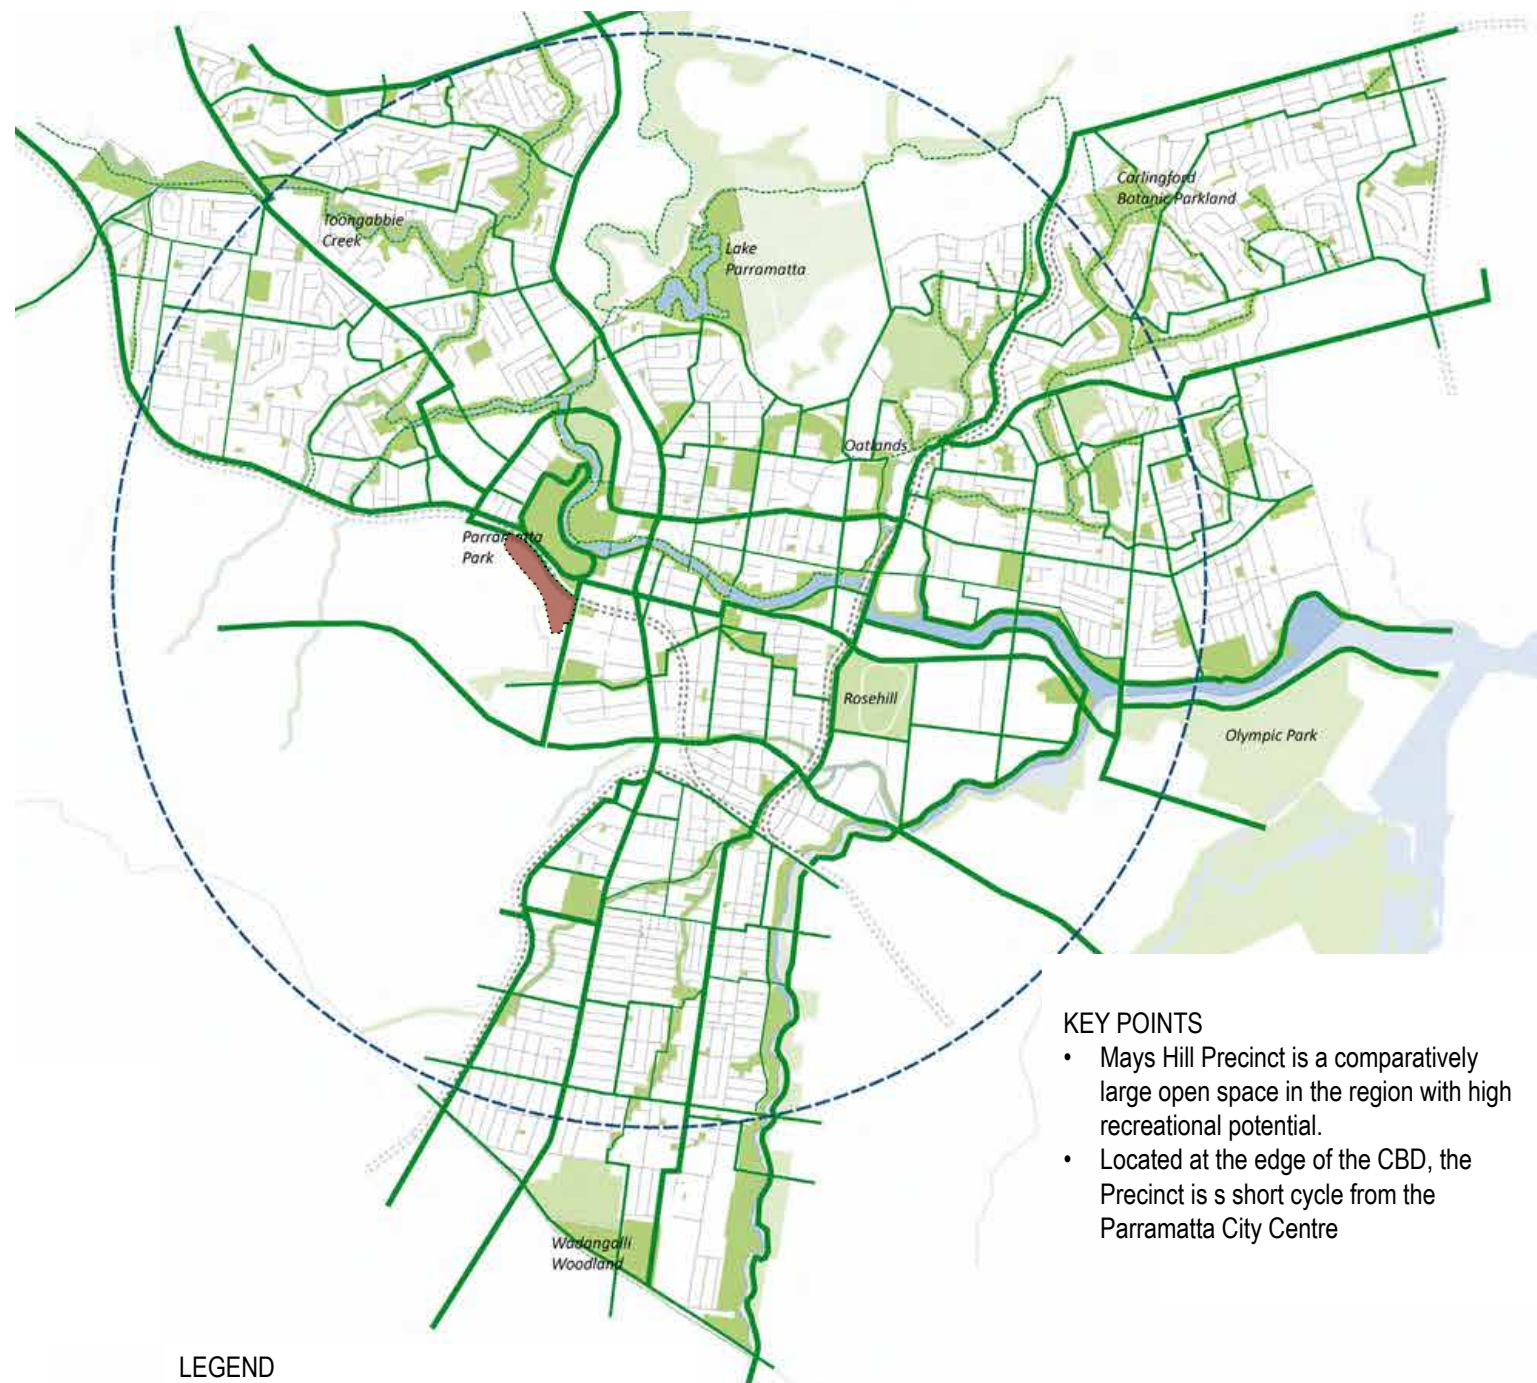 Toongabbie
Creek
Lake
Parramatta
Carlingford
Botanic Parkland
Oatlands
Parramatta
Park
Rosehill
Olympic Park
KEY POINTS
• Mays Hill Precinct is a comparatively
large open space in the region with high
recreational potential.
• Located at the edge of the CBD, the
Precinct is s short cycle from the
Parramatta City Centre
Wadangalli
Woodland
LEGEND